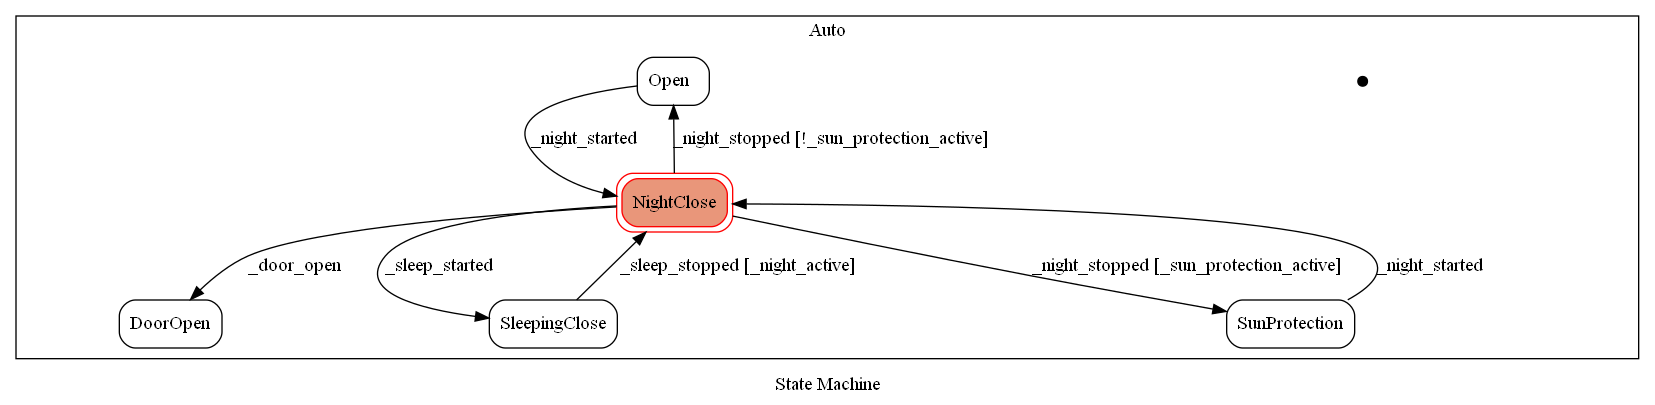 Auto
Open
_night_started
_night_stopped [!_sun_protection_active]
NightClose
_door_open
_sleep_started
_sleep_stopped [_night_active]
_night_stopped [_sun_protection_active]
_night_started
DoorOpen
SleepingClose
SunProtection
State Machine